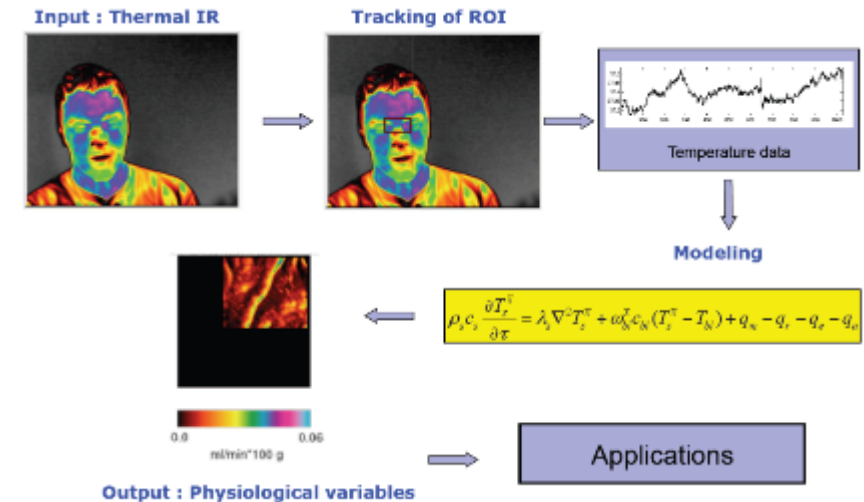 Input : Thermal IR
Tracking of ROI
Temperature data
Modeling
0.0 0.06
ml/min*100 g
Output : Physiological variables
Applications